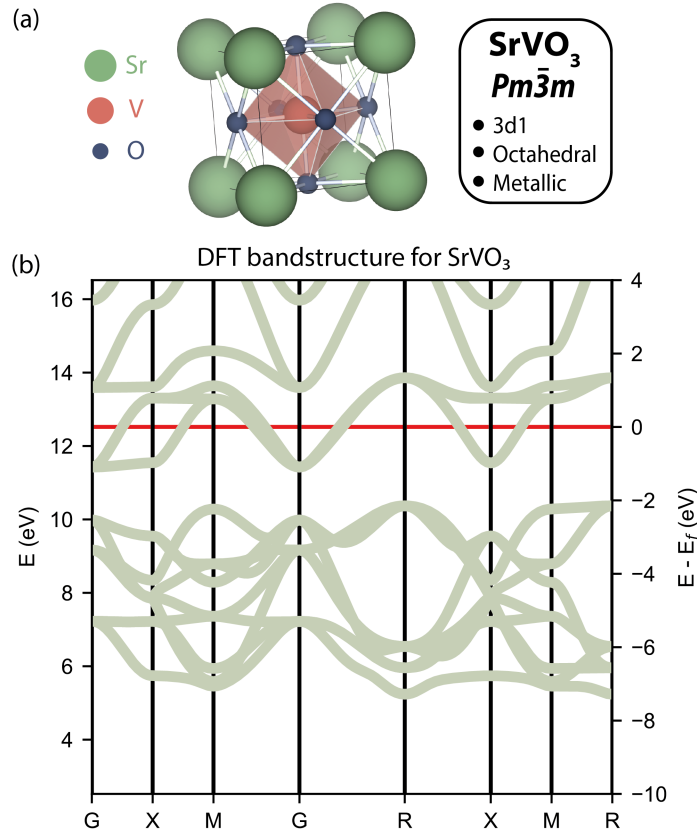 (a)
Sr
V
O
SrVO₃
Pm3̄m
● 3d1
● Octahedral
● Metallic
(b)
DFT bandstructure for SrVO₃
16
14
12
10
8
6
4
E (eV)
4
2
0
−2
−4
−6
−8
−10
E - E_f (eV)
G X M G R X M R